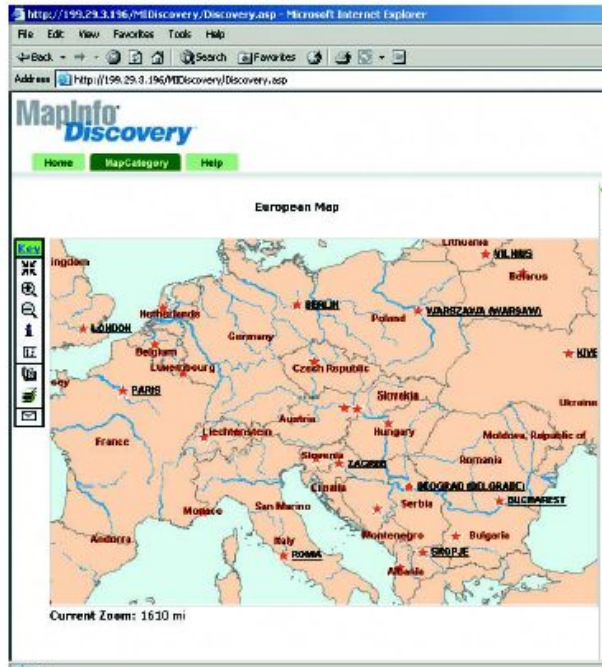 http://199.29.3.196/MIDiscovery/Discovery.asp - Microsoft Internet Explorer
File Edit View Favorites Tools Help
Back Search Favorites
Address http://199.29.3.196/MIDiscovery/Discovery.asp
MapInfo
Discovery
Home MapCategory Help
European Map
Key
Lithuania
VILNIUS
ingdom
Belarus
Netherlands
BERLIN
WARSZAWA (WARSAW)
Poland
LONDON
Germany
Belgium
KIVE
Luxembourg
Czech Republic
sey
PARIS
Slovakia
Ukraine
Austria
France
Liechtenstein
Hungary
Moldova, Republic of
Slovenia
ZAGREB
Romania
Croatia
BEOGRAD (BELGRADE)
BUCHAREST
Monaco
San Marino
Serbia
Andorra
Italy
Montenegro
Bulgaria
ROMA
SKOPJE
Albania
Current Zoom: 1610 mi